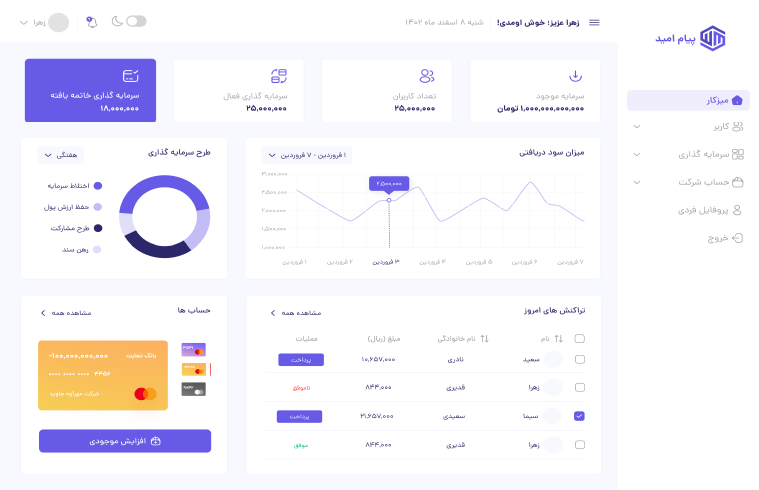 پیام امید
میزکار
کاربر
سرمایه گذاری
حساب شرکت
پروفایل فردی
خروج
زهرا عزیز؛ خوش اومدی!
شنبه ۸ اسفند ماه ۱۴۰۲
زهرا
سرمایه موجود
۱,۰۰۰,۰۰۰,۰۰۰,۰۰۰ تومان
تعداد کاربران
۲۵,۰۰۰,۰۰۰
سرمایه گذاری فعال
۲۵,۰۰۰,۰۰۰
سرمایه گذاری خاتمه یافته
۱۸,۰۰۰,۰۰۰
میزان سود دریافتی
۱ فروردین - ۷ فروردین
۳,۰۰۰,۰۰۰
۲,۵۰۰,۰۰۰
۲,۰۰۰,۰۰۰
۱,۵۰۰,۰۰۰
۱,۰۰۰,۰۰۰
۲,۵۰۰,۰۰۰
۱ فروردین
۲ فروردین
۳ فروردین
۴ فروردین
۵ فروردین
۶ فروردین
۷ فروردین
طرح سرمایه گذاری
هفتگی
اختلاط سرمایه
حفظ ارزش پول
طرح مشارکت
رهن سند
تراکنش های امروز
مشاهده همه
نام
نام خانوادگی
مبلغ (ریال)
عملیات
سعید نادری ۱۰,۶۵۷,۰۰۰ پرداخت
زهرا قدیری ۸۴۴,۰۰۰ ناموفق
سیما سعیدی ۲۱,۶۵۷,۰۰۰ پرداخت
زهرا قدیری ۸۴۴,۰۰۰ موفق
حساب ها
مشاهده همه
بانک تجارت
-۱۰۰,۰۰۰,۰۰۰,۰۰۰
۴۴۵۲
شرکت مهرآوه جاوید
افزایش موجودی